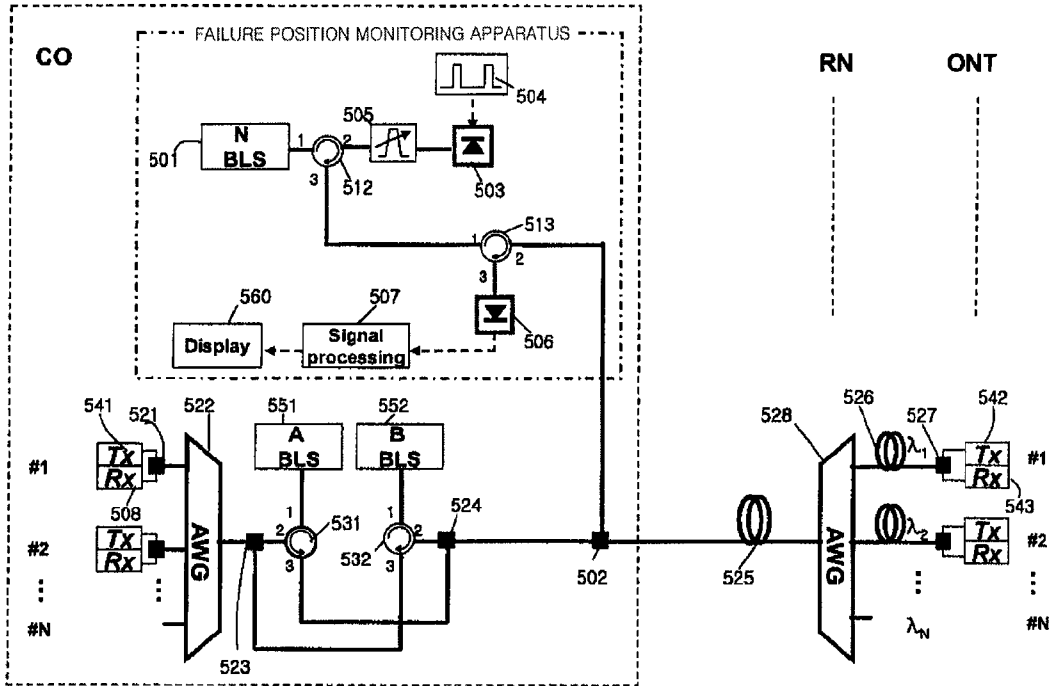 CO
FAILURE POSITION MONITORING APPARATUS
RN
ONT
504
505
N
BLS
501
1
2
3
512
503
513
1
2
3
560
507
506
Display
Signal
processing
541
521
522
551
552
A
BLS
B
BLS
528
526
527
542
#1
Tx
Rx
λ1
Tx
Rx
#1
508
543
1
2
3
531
1
2
3
532
524
#2
Tx
Rx
AWG
502
525
AWG
λ2
Tx
Rx
#2
#N
523
λN
#N